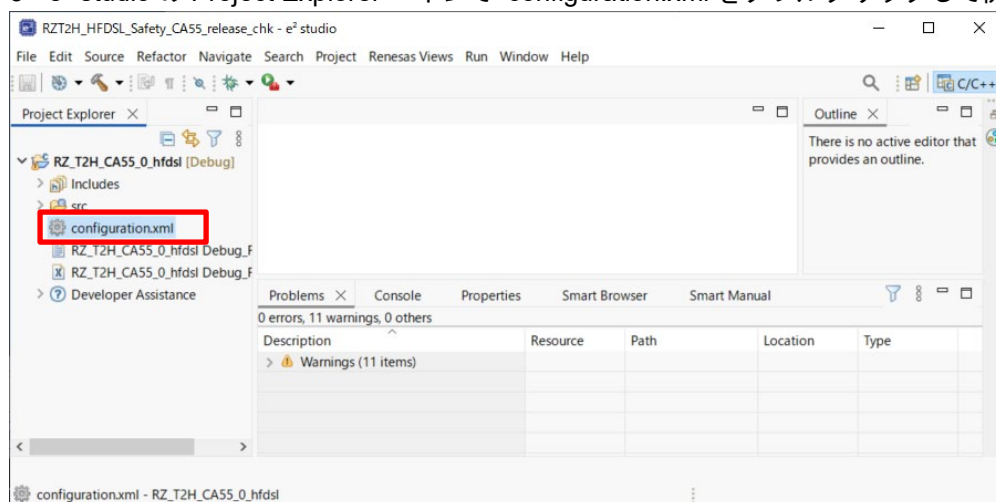 RZT2H_HFDSL_Safety_CA55_release_chk - e² studio
File Edit Source Refactor Navigate Search Project Renesas Views Run Window Help
C/C++
Project Explorer
Outline
RZ_T2H_CA55_0_hfdsl [Debug]
There is no active editor that
provides an outline.
Includes
src
configuration.xml
RZ_T2H_CA55_0_hfdsl Debug_F
RZ_T2H_CA55_0_hfdsl Debug_F
Developer Assistance
Problems Console Properties Smart Browser Smart Manual
0 errors, 11 warnings, 0 others
Description Resource Path Location Type
Warnings (11 items)
configuration.xml - RZ_T2H_CA55_0_hfdsl